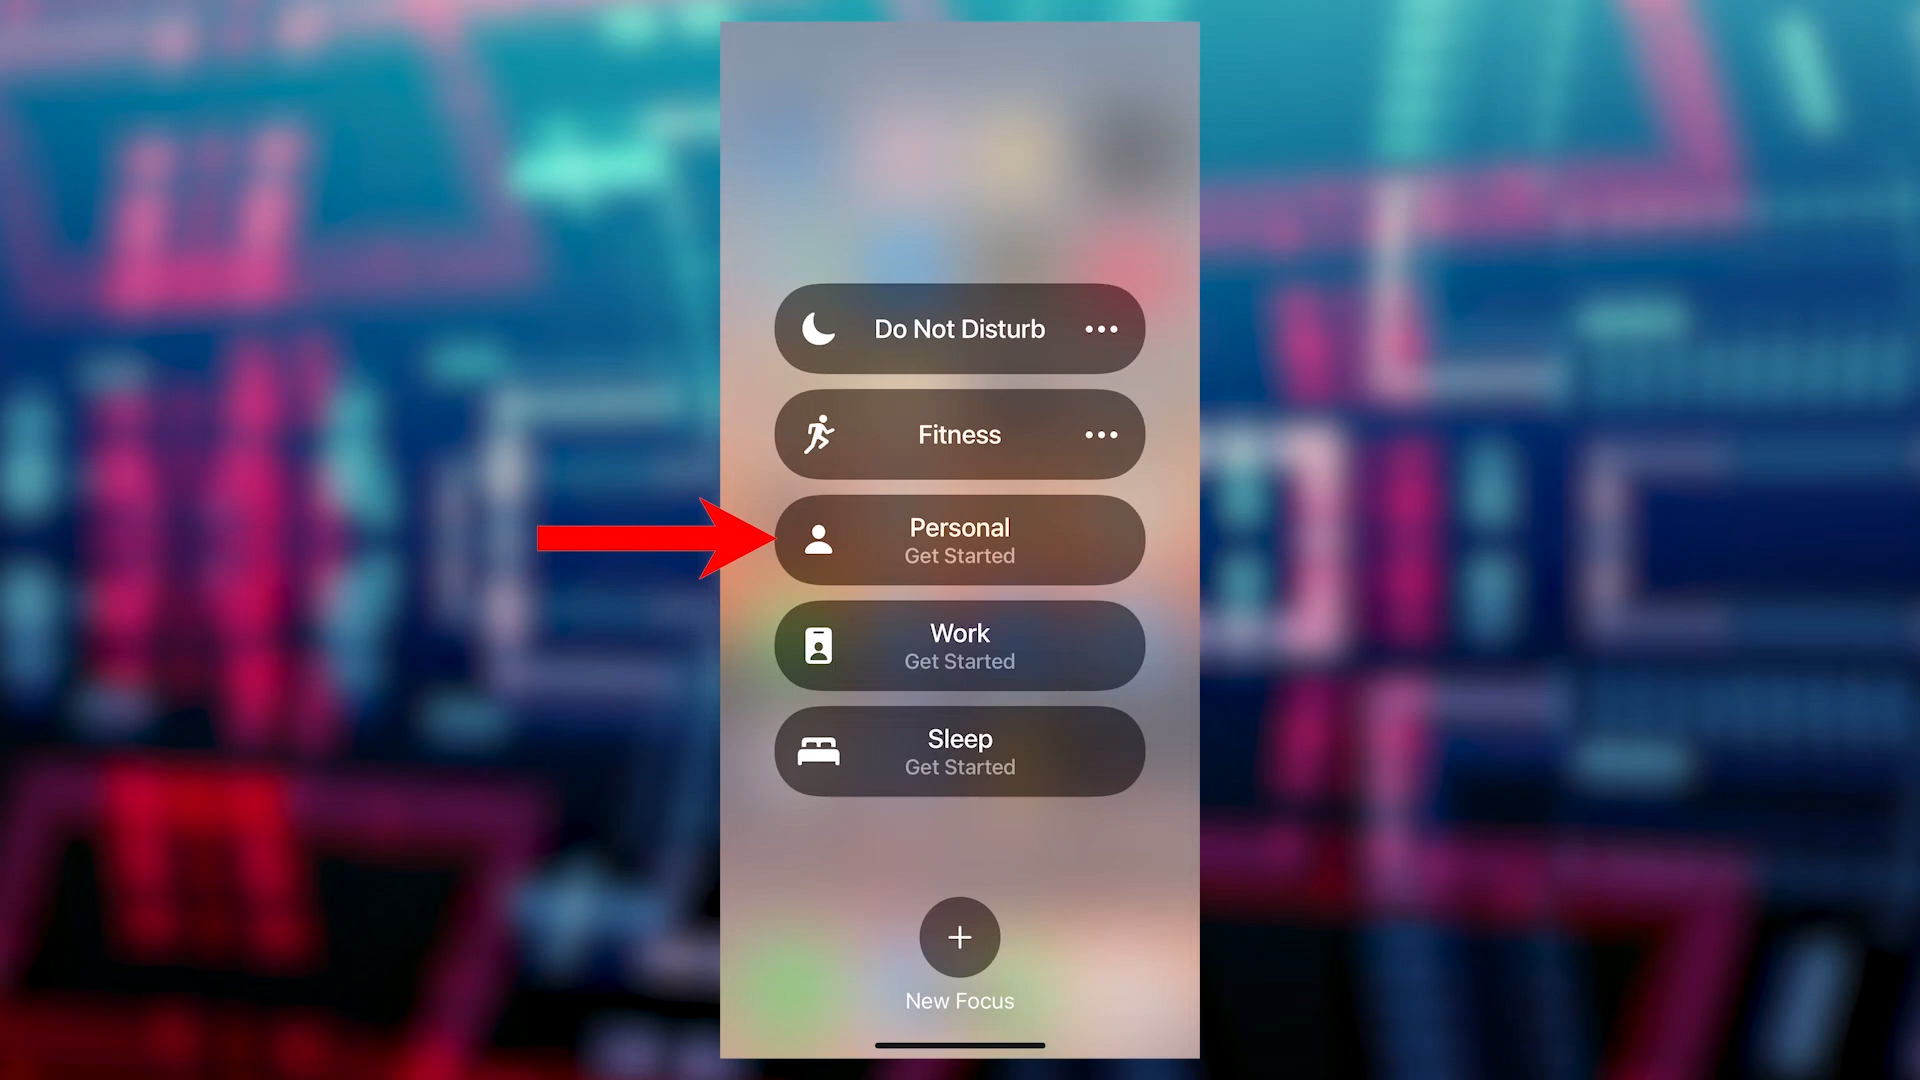 Do Not Disturb
Fitness
Personal
Get Started
Work
Get Started
Sleep
Get Started
New Focus